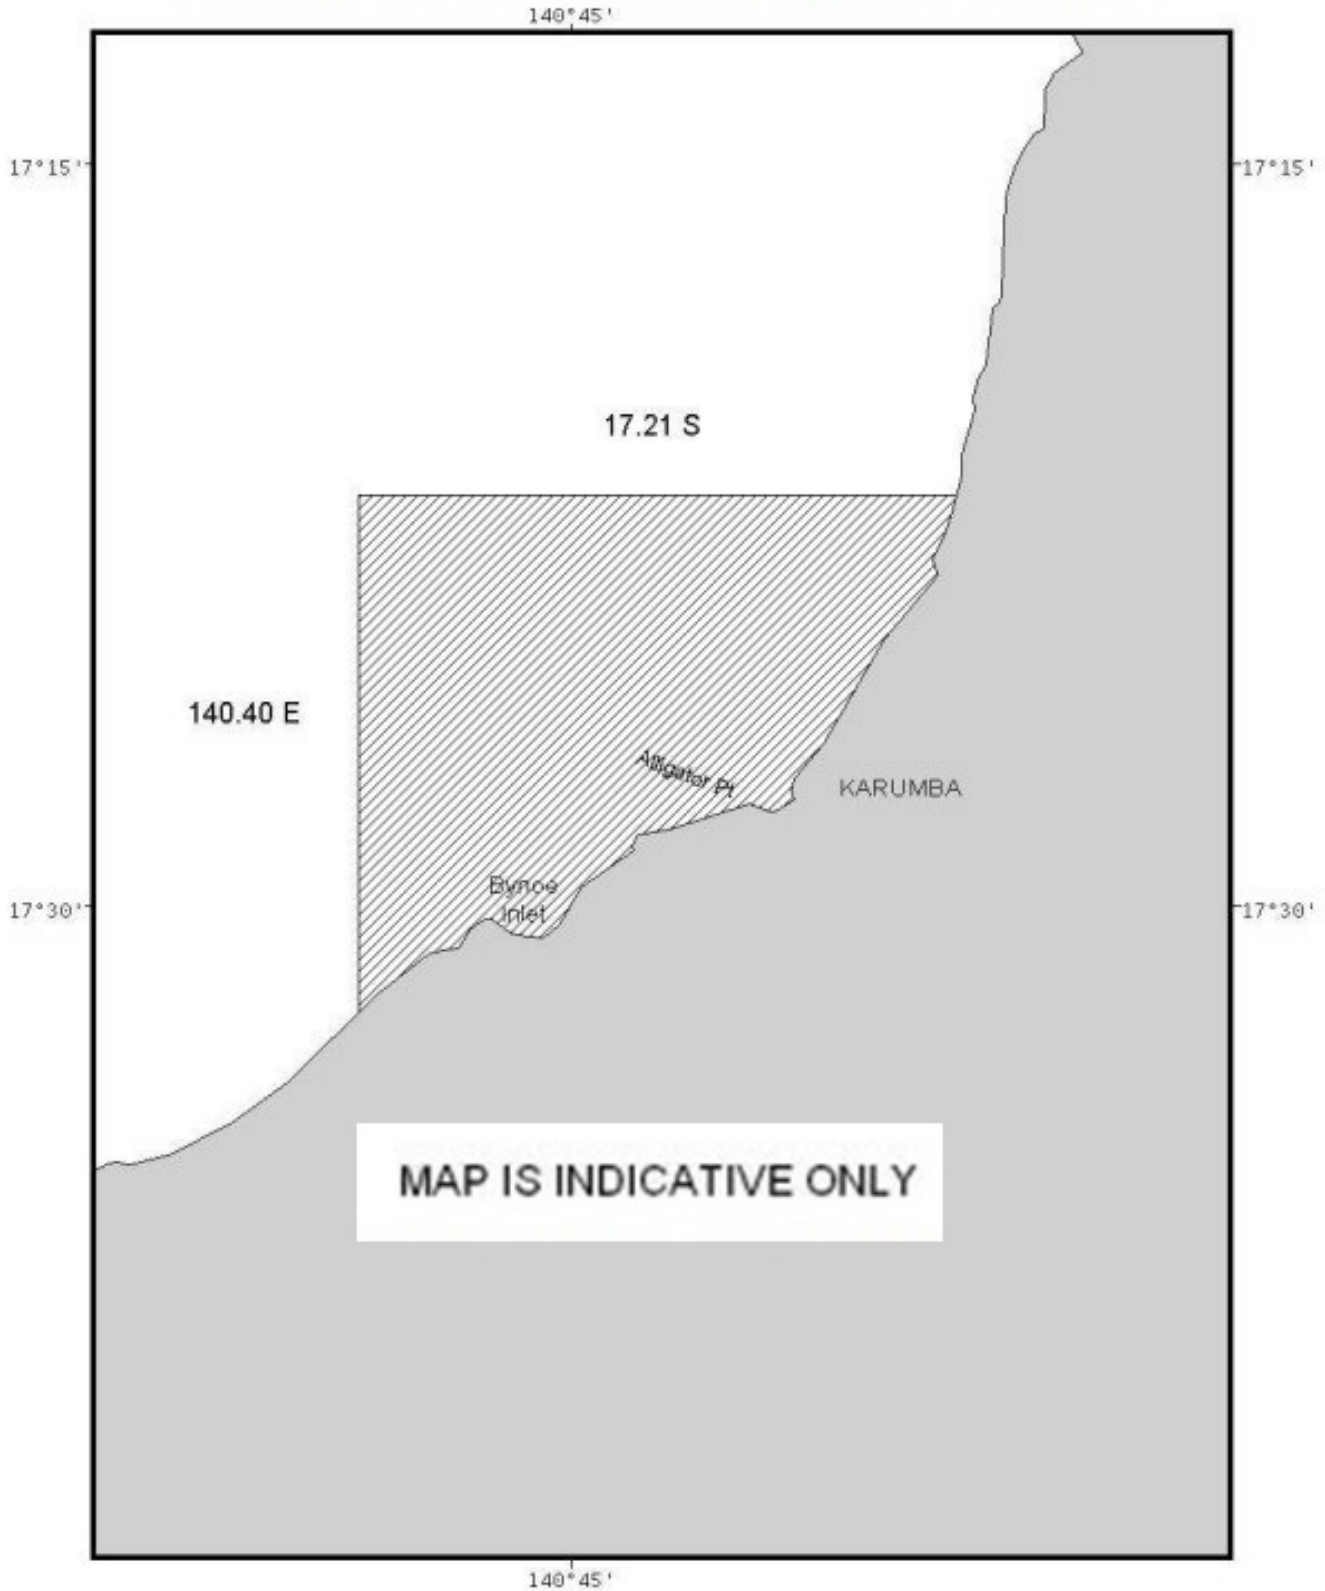 140°45'
17°15' 17°15'
17.21 S
140.40 E
Alligator Pt
KARUMBA
Bynoe
Inlet
17°30' 17°30'
MAP IS INDICATIVE ONLY
140°45'